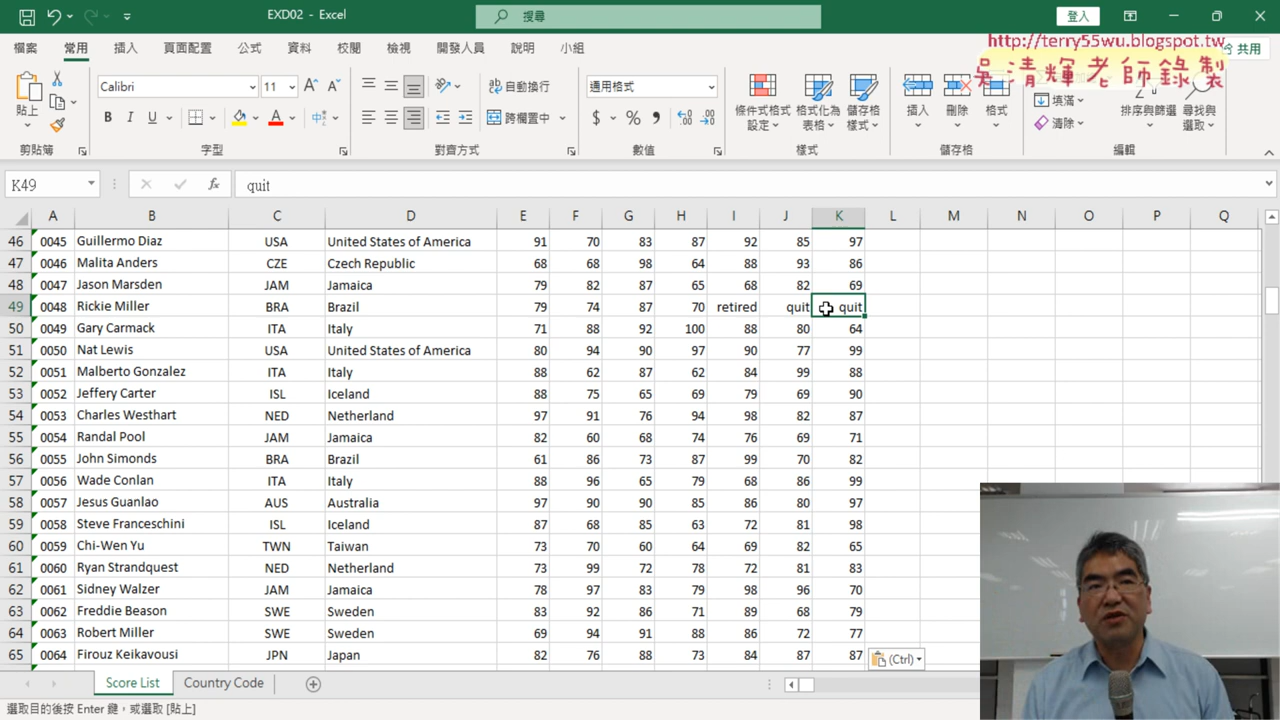 EXD02 - Excel
搜尋
登入
http://terry55wu.blogspot.tw
吳清輝老師錄製
檔案 常用 插入 頁面配置 公式 資料 校閱 檢視 開發人員 說明 小組 共用
貼上
Calibri 11
B I U
自動換行
跨欄置中
通用格式
$ %
條件式格式設定
格式化為表格
儲存格樣式
插入
刪除
格式
填滿
清除
排序與篩選
尋找與選取
剪貼簿 字型 對齊方式 數值 樣式 儲存格 編輯
K49 fx quit
A B C D E F G H I J K L M N O P Q
46 0045 Guillermo Diaz USA United States of America 91 70 83 87 92 85 97
47 0046 Malita Anders CZE Czech Republic 68 68 98 64 88 93 86
48 0047 Jason Marsden JAM Jamaica 79 82 87 65 68 82 69
49 0048 Rickie Miller BRA Brazil 79 74 87 70 retired quit quit
50 0049 Gary Carmack ITA Italy 71 88 92 100 88 80 64
51 0050 Nat Lewis USA United States of America 80 94 90 97 90 77 99
52 0051 Malberto Gonzalez ITA Italy 88 62 87 62 84 99 88
53 0052 Jeffery Carter ISL Iceland 88 75 65 69 79 69 90
54 0053 Charles Westhart NED Netherland 97 91 76 94 98 82 87
55 0054 Randal Pool JAM Jamaica 82 60 68 74 76 69 71
56 0055 John Simonds BRA Brazil 61 86 73 87 99 70 82
57 0056 Wade Conlan ITA Italy 88 96 65 79 68 86 99
58 0057 Jesus Guanlao AUS Australia 97 90 90 85 86 80 97
59 0058 Steve Franceschini ISL Iceland 87 68 85 63 72 81 98
60 0059 Chi-Wen Yu TWN Taiwan 73 70 60 64 69 82 65
61 0060 Ryan Strandquest NED Netherland 73 99 72 78 72 81 83
62 0061 Sidney Walzer JAM Jamaica 78 97 83 79 98 96 70
63 0062 Freddie Beason SWE Sweden 83 92 86 71 89 68 79
64 0063 Robert Miller SWE Sweden 69 94 91 88 86 72 77
65 0064 Firouz Keikavousi JPN Japan 82 76 88 73 84 87 87
(Ctrl)
Score List Country Code
選取目的後按 Enter 鍵，或選取 [貼上]